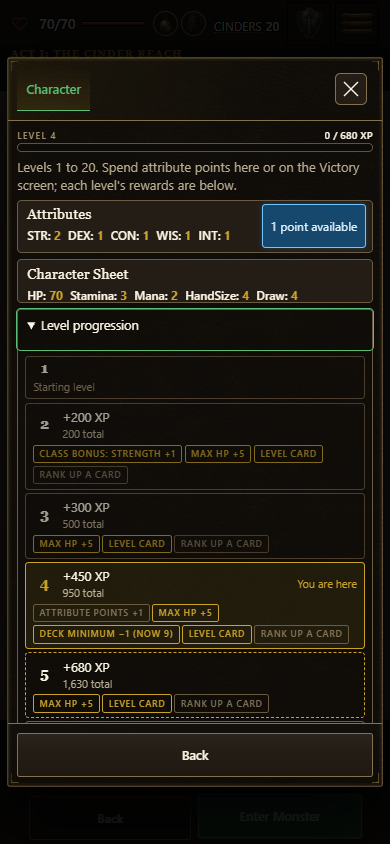 70/70
CINDERS 20
ACT I: THE CINDER REACH
Character
LEVEL 4
0 / 680 XP
Levels 1 to 20. Spend attribute points here or on the Victory
screen; each level's rewards are below.
Attributes
STR: 2 DEX: 1 CON: 1 WIS: 1 INT: 1
1 point available
Character Sheet
HP: 70 Stamina: 3 Mana: 2 HandSize: 4 Draw: 4
▼ Level progression
1
Starting level
2
+200 XP
200 total
CLASS BONUS: STRENGTH +1 MAX HP +5 LEVEL CARD
RANK UP A CARD
3
+300 XP
500 total
MAX HP +5 LEVEL CARD RANK UP A CARD
4
+450 XP
950 total
You are here
ATTRIBUTE POINTS +1 MAX HP +5
DECK MINIMUM −1 (NOW 9) LEVEL CARD RANK UP A CARD
5
+680 XP
1,630 total
MAX HP +5 LEVEL CARD RANK UP A CARD
Back
Back
Enter Monster